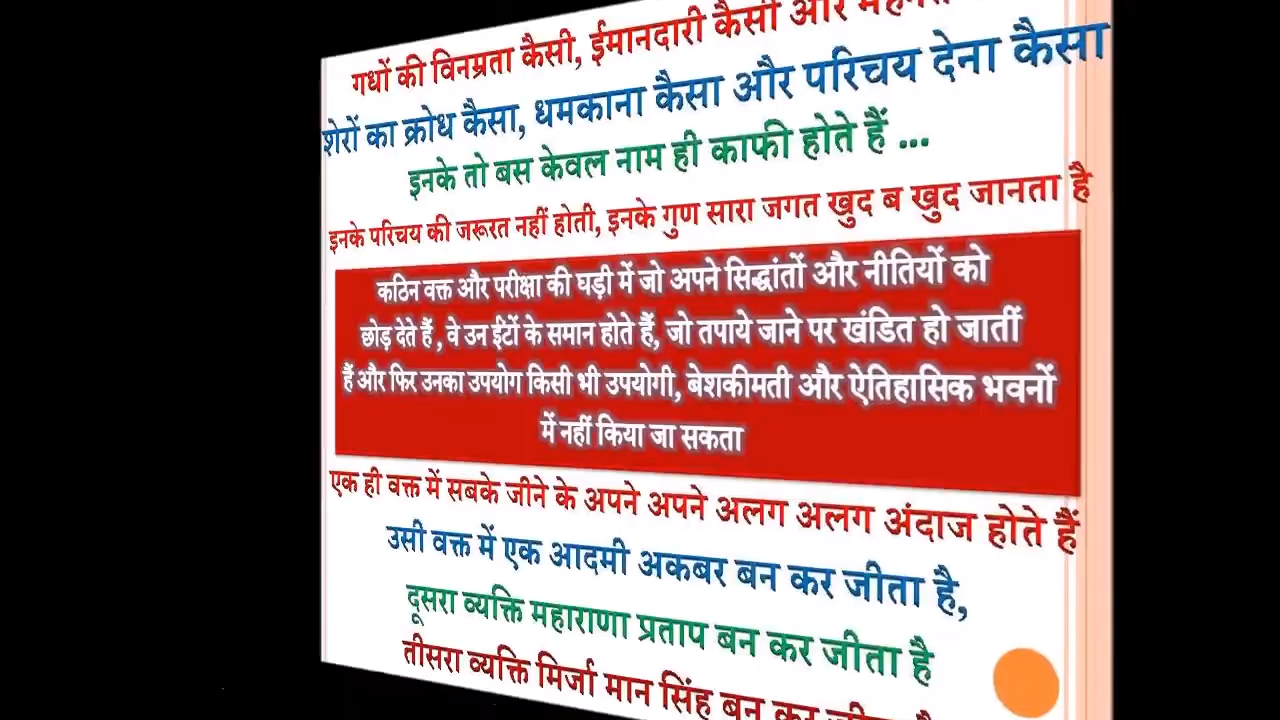 गधों की विनम्रता कैसी, ईमानदारी कैसी और
शेरों का क्रोध कैसा, धमकाना कैसा और परिचय देना कैसा
इनके तो बस केवल नाम ही काफी होते हैं ...
इनके परिचय की जरूरत नहीं होती, इनके गुण सारा जगत खुद ब खुद जानता है
कठिन वक्त और परीक्षा की घड़ी में जो अपने सिद्धांतों और नीतियों को
छोड़ देते हैं , वे उन ईंटों के समान होते हैं, जो तपाये जाने पर खंडित हो जातीं
हैं और फिर उनका उपयोग किसी भी उपयोगी, बेशकीमती और ऐतिहासिक भवनों
में नहीं किया जा सकता
एक ही वक्त में सबके जीने के अपने अपने अलग अलग अंदाज होते हैं
उसी वक्त में एक आदमी अकबर बन कर जीता है,
दूसरा व्यक्ति महाराणा प्रताप बन कर जीता है
तीसरा व्यक्ति मिर्जा मान सिंह बन कर